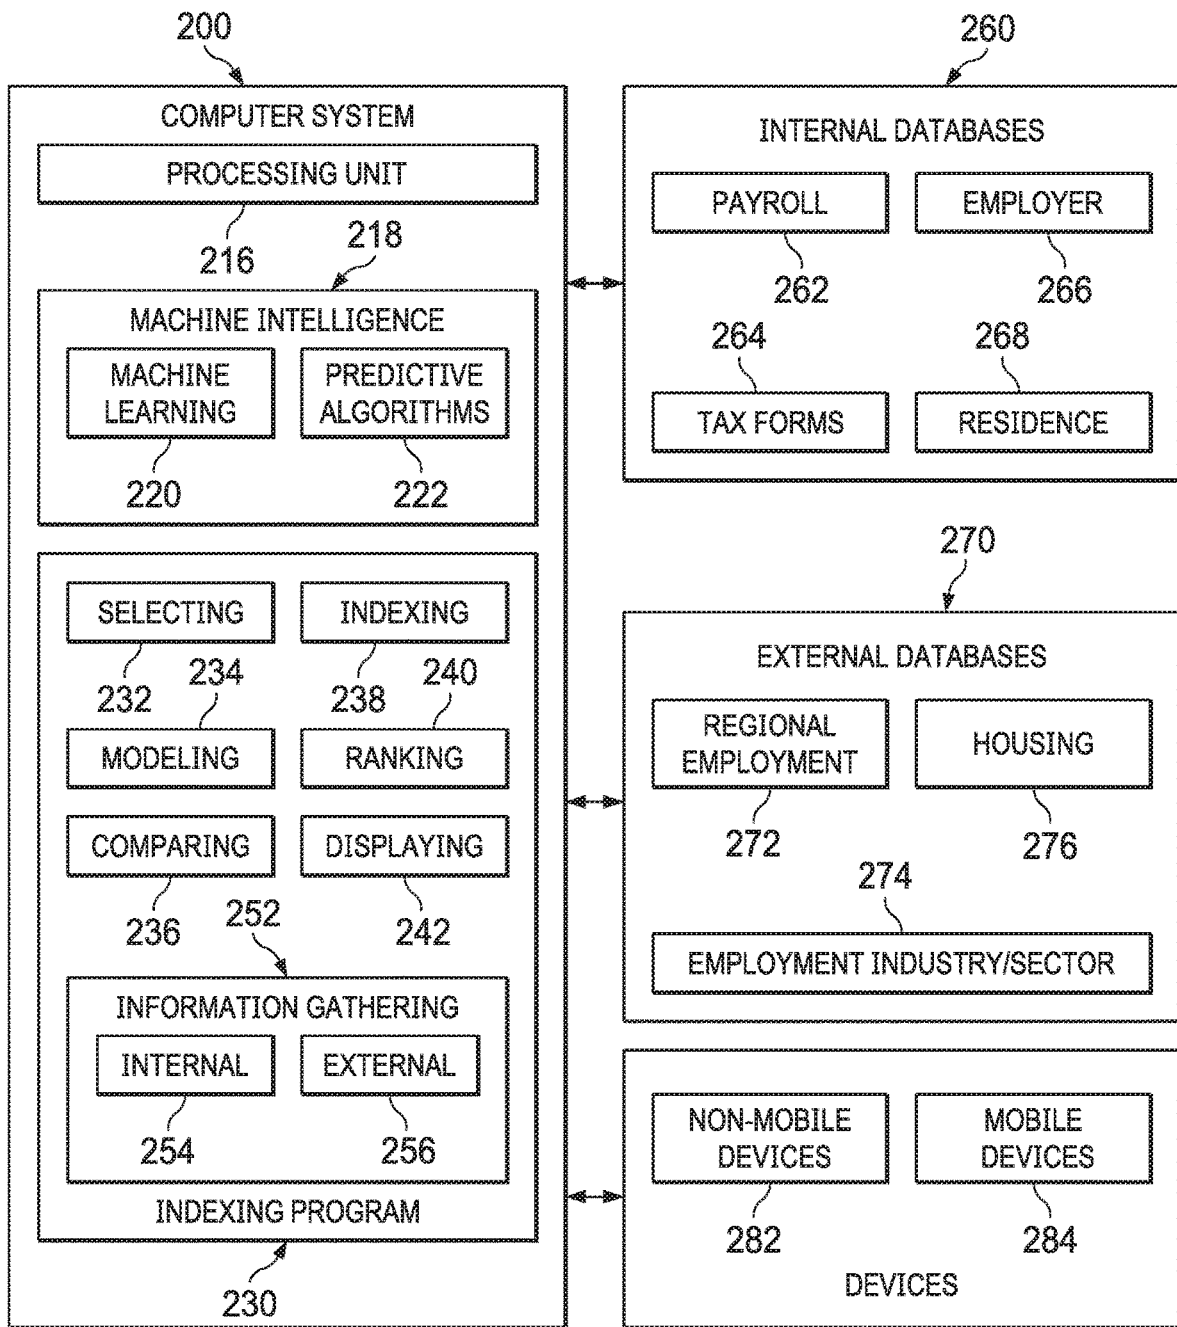 200
COMPUTER SYSTEM
PROCESSING UNIT
216
218
MACHINE INTELLIGENCE
MACHINE
LEARNING
220
PREDICTIVE
ALGORITHMS
222
SELECTING
232
INDEXING
238
234
MODELING
240
RANKING
COMPARING
236
DISPLAYING
242
252
INFORMATION GATHERING
INTERNAL
254
EXTERNAL
256
INDEXING PROGRAM
230
260
INTERNAL DATABASES
PAYROLL
262
EMPLOYER
266
264
TAX FORMS
268
RESIDENCE
270
EXTERNAL DATABASES
REGIONAL
EMPLOYMENT
272
HOUSING
276
274
EMPLOYMENT INDUSTRY/SECTOR
NON-MOBILE
DEVICES
282
MOBILE
DEVICES
284
DEVICES